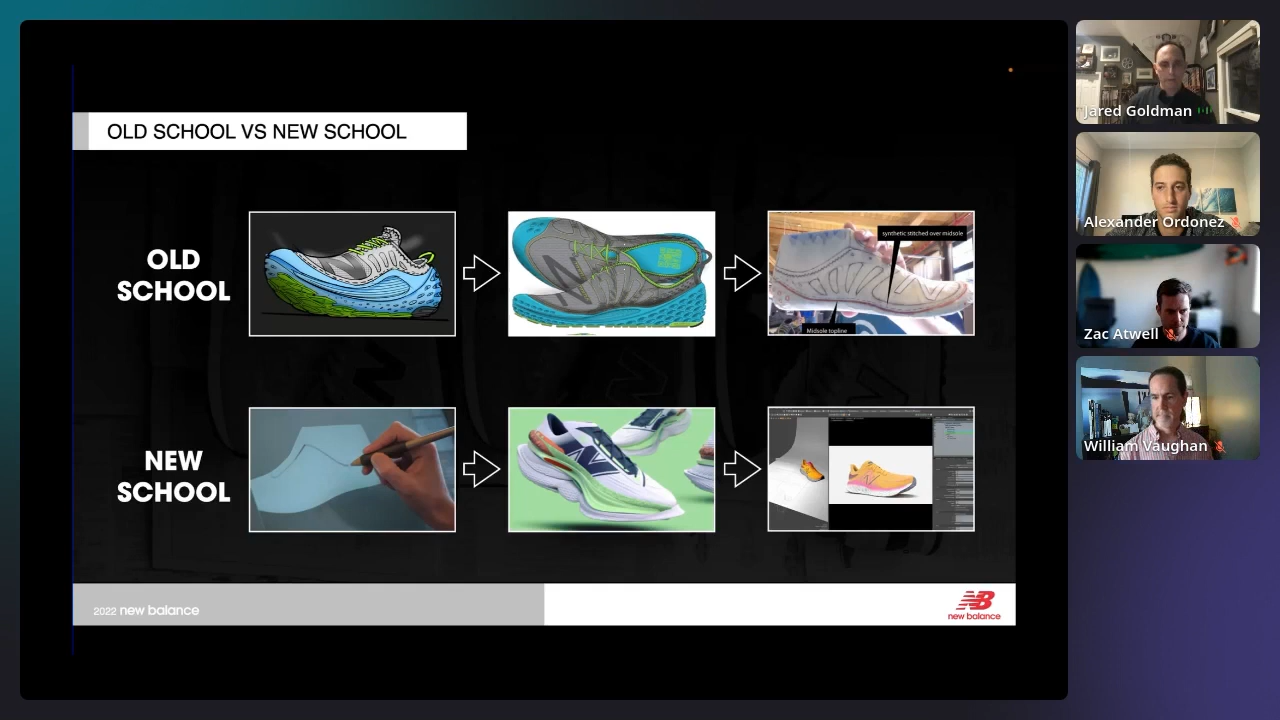 OLD SCHOOL VS NEW SCHOOL
OLD
SCHOOL
synthetic stitched over midsole
Midsole topline
NEW
SCHOOL
2022 new balance
NB
new balance
Jared Goldman
Alexander Ordonez
Zac Atwell
William Vaughan